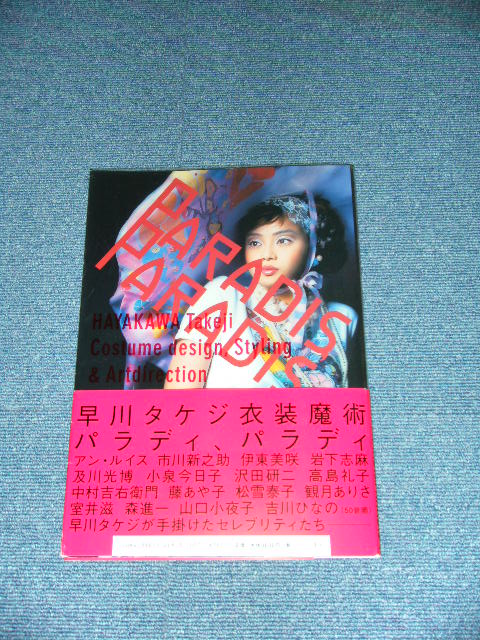 PARADIS
PARADIS
HAYAKAWA Takeji
Costume design, Styling
& Artdirection
早川タケジ衣装魔術
パラディ、パラディ
アン・ルイス 市川新之助 伊東美咲 岩下志麻
及川光博 小泉今日子 沢田研二 高島礼子
中村吉右衛門 藤あや子 松雪泰子 観月ありさ
室井滋 森進一 山口小夜子 吉川ひなの(50音順)
早川タケジが手掛けたセレブリティたち